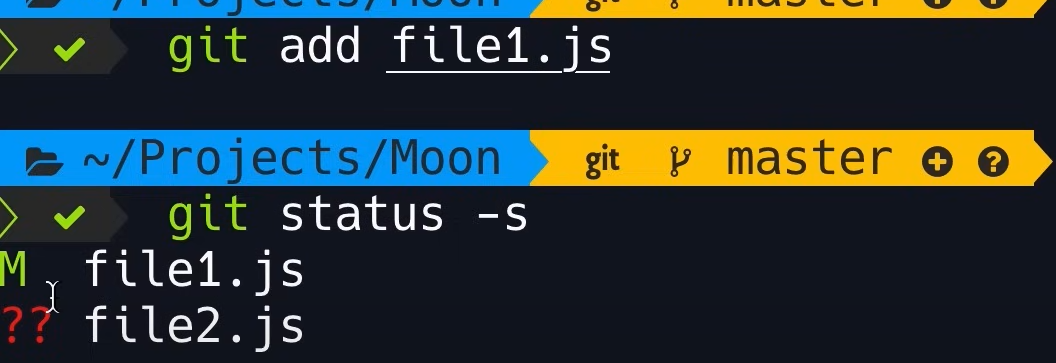 ~/Projects/Moon git master
git add file1.js
~/Projects/Moon git master
git status -s
M file1.js
?? file2.js